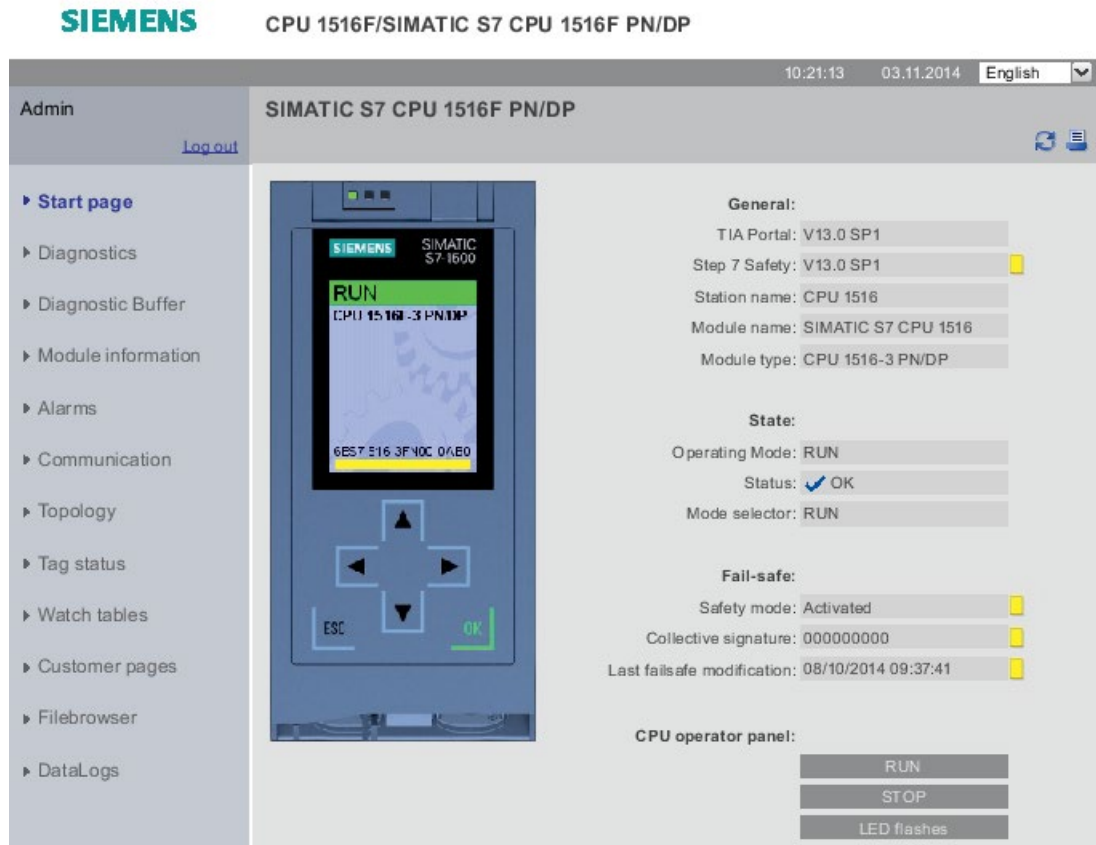 SIEMENS CPU 1516F/SIMATIC S7 CPU 1516F PN/DP
10:21:13 03.11.2014 English
Admin SIMATIC S7 CPU 1516F PN/DP
Log out
Start page
Diagnostics
Diagnostic Buffer
Module information
Alarms
Communication
Topology
Tag status
Watch tables
Customer pages
Filebrowser
DataLogs
SIEMENS SIMATIC
S7-1500
RUN
CPU 1516F-3 PN/DP
ESC OK
General:
TIA Portal: V13.0 SP1
Step 7 Safety: V13.0 SP1
Station name: CPU 1516
Module name: SIMATIC S7 CPU 1516
Module type: CPU 1516-3 PN/DP
State:
Operating Mode: RUN
Status: OK
Mode selector: RUN
Fail-safe:
Safety mode: Activated
Collective signature: 000000000
Last failsafe modification: 08/10/2014 09:37:41
CPU operator panel:
RUN
STOP
LED flashes